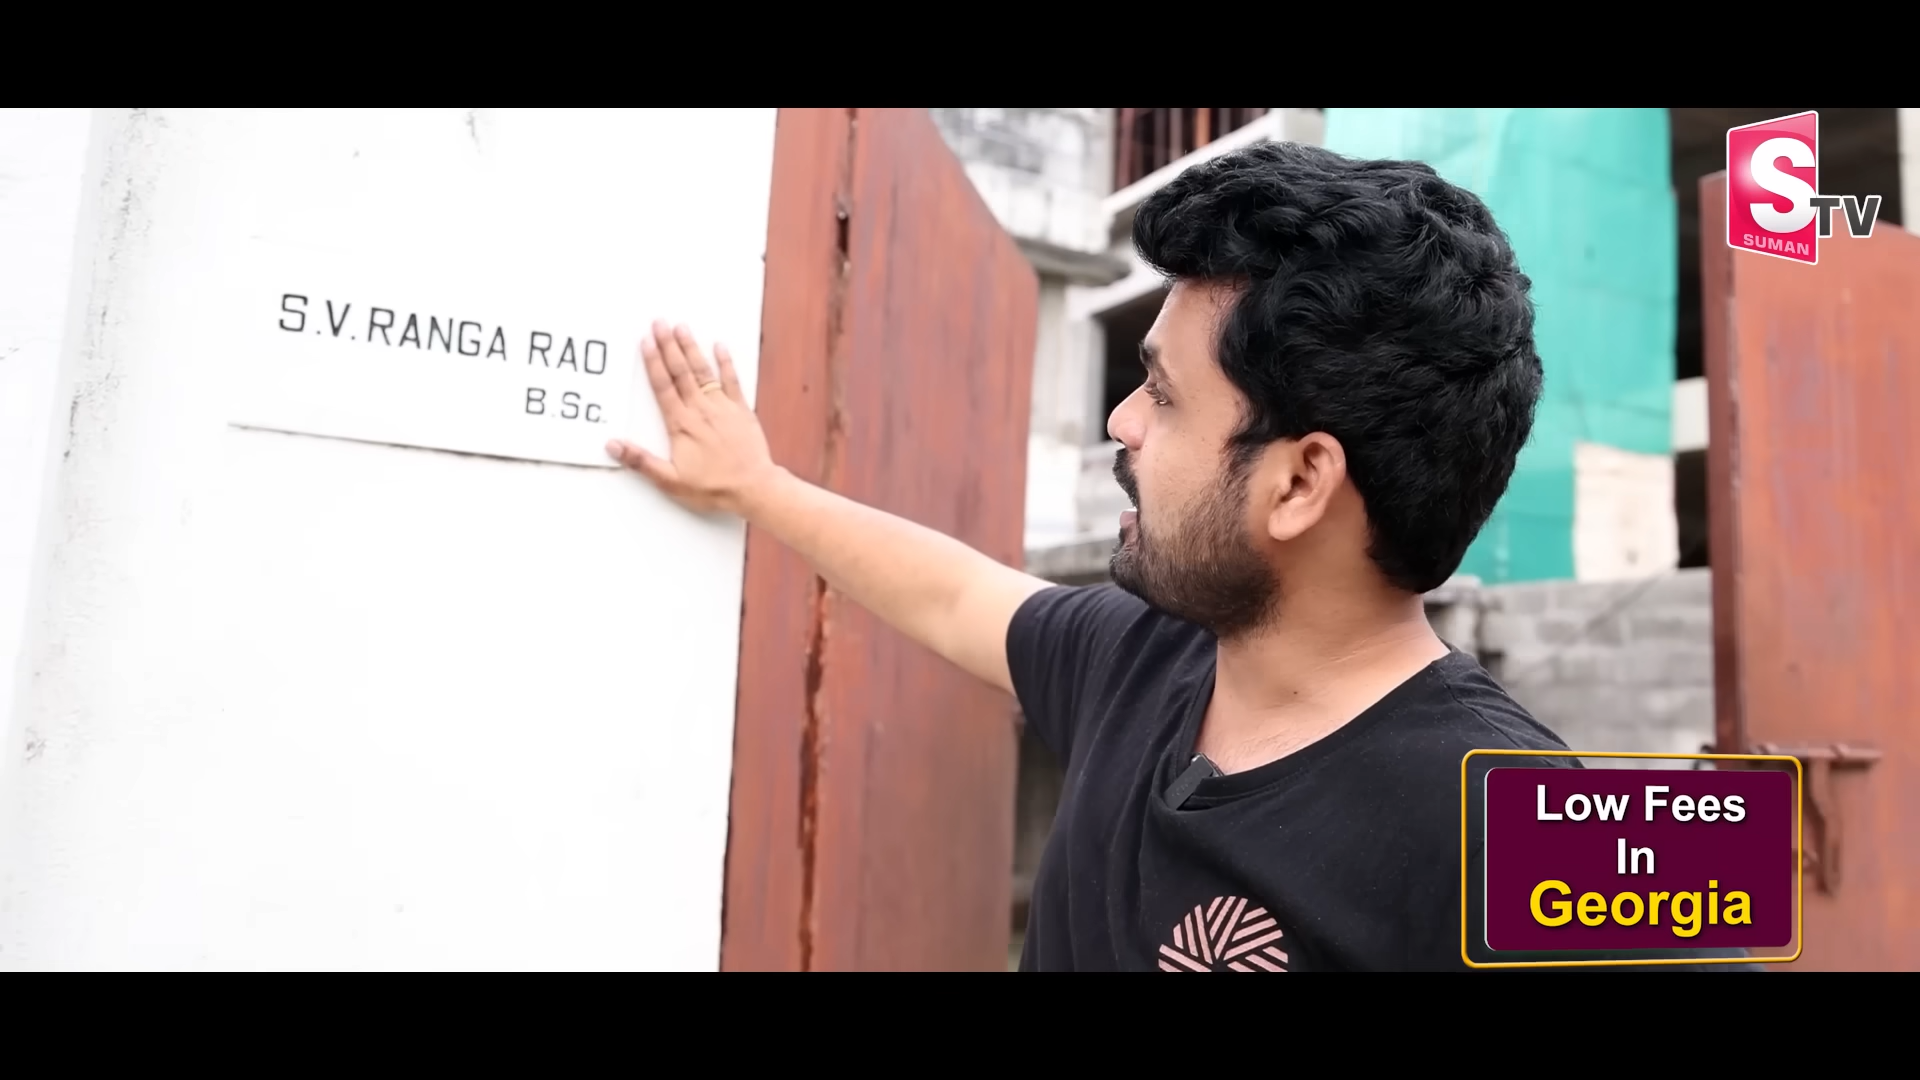 S.V.RANGA RAO
B.Sc.
S TV
SUMAN
Low Fees
In
Georgia